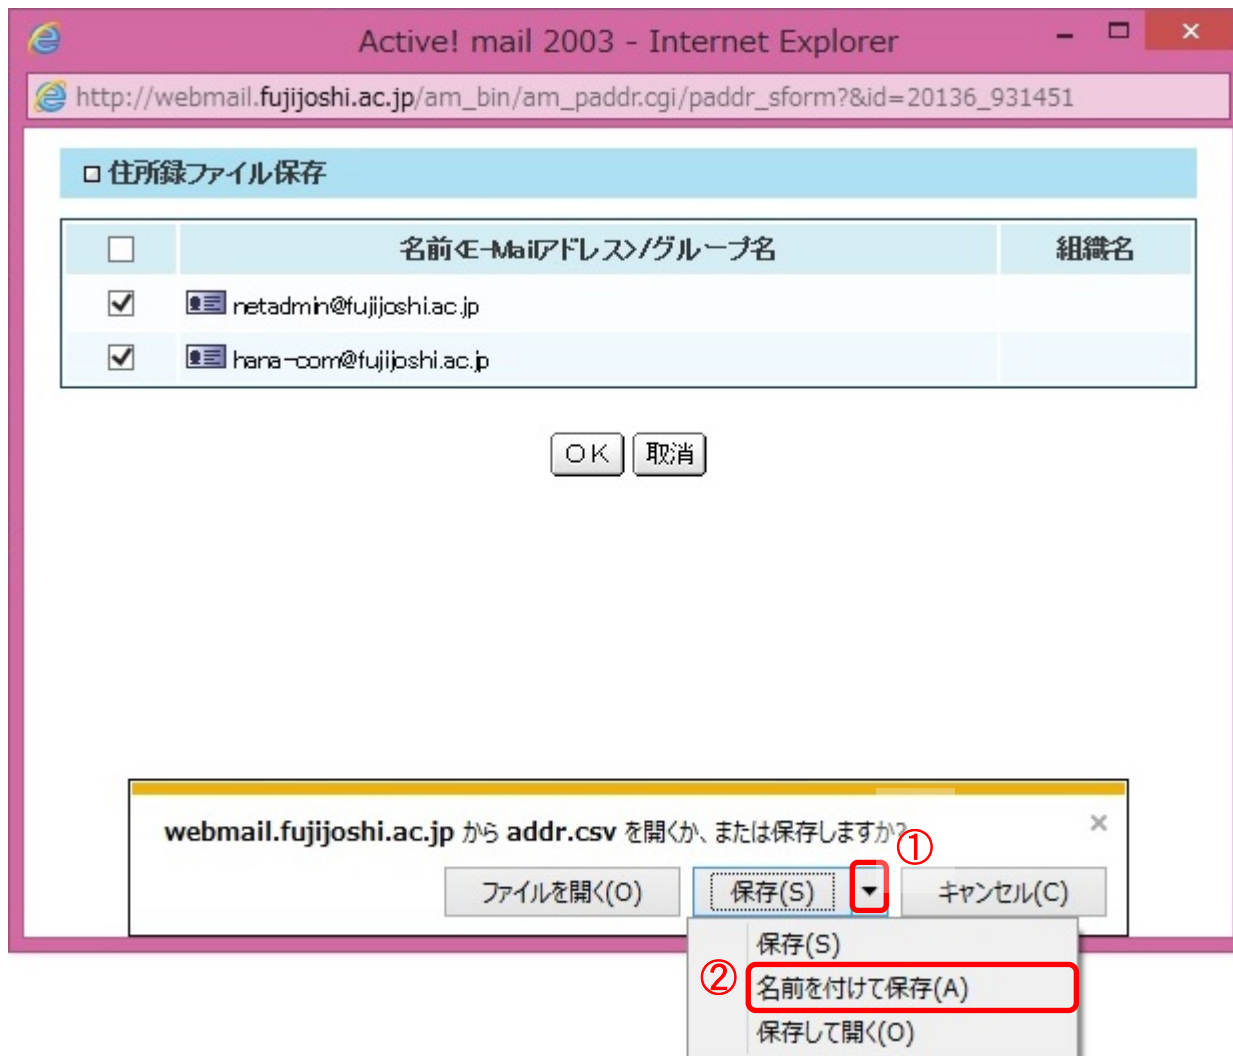 Active! mail 2003 - Internet Explorer
http://webmail.fujijoshi.ac.jp/am_bin/am_paddr.cgi/paddr_sform?&id=20136_931451
住所録ファイル保存
名前<E-Mailアドレス>/グループ名 組織名
netadmin@fujijoshi.ac.jp
hana-com@fujijoshi.ac.jp
OK 取消
webmail.fujijoshi.ac.jp から addr.csv を開くか、または保存しますか?
①
ファイルを開く(O) 保存(S) キャンセル(C)
保存(S)
② 名前を付けて保存(A)
保存して開く(O)